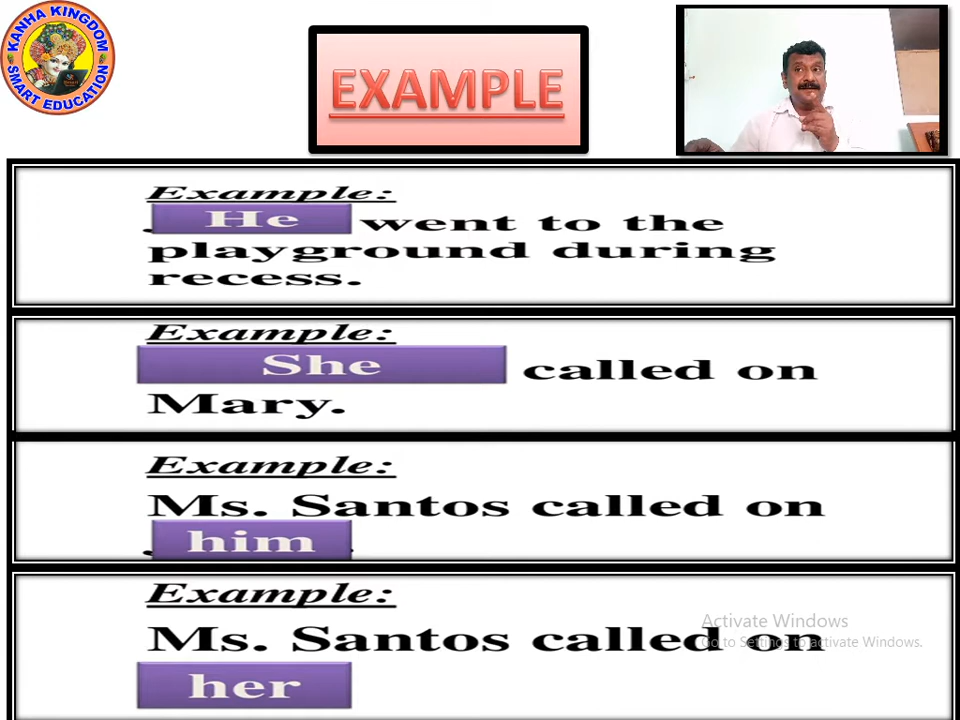 KANHA KINGDOM
SMART EDUCATION
EXAMPLE
Example:
He went to the
playground during
recess.
Example:
She called on
Mary.
Example:
Ms. Santos called on
him
Example:
Ms. Santos called on
her
Activate Windows
Go to Settings to activate Windows.